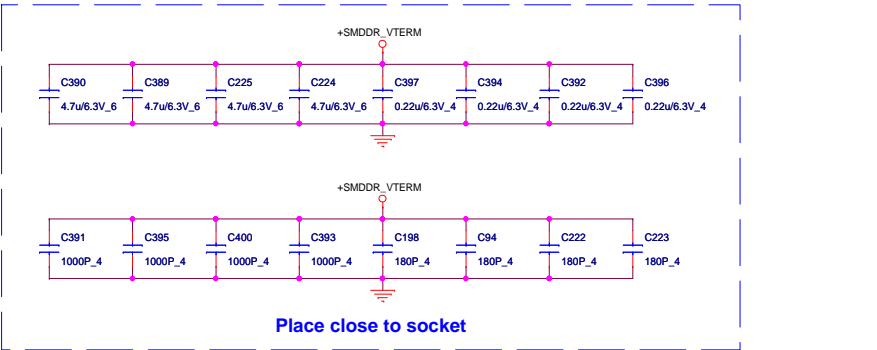 +SMDDR_VTERM
C390 C389 C225 C224 C397 C394 C392 C396
4.7u/6.3V_6 4.7u/6.3V_6 4.7u/6.3V_6 4.7u/6.3V_6 0.22u/6.3V_4 0.22u/6.3V_4 0.22u/6.3V_4 0.22u/6.3V_4
+SMDDR_VTERM
C391 C395 C400 C393 C198 C94 C222 C223
1000P_4 1000P_4 1000P_4 1000P_4 180P_4 180P_4 180P_4 180P_4
Place close to socket